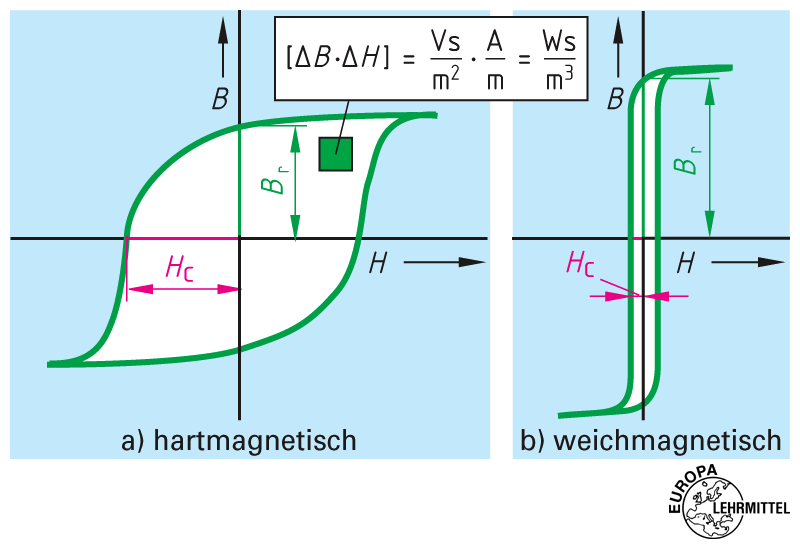 [ΔB·ΔH] = Vs/m² · A/m = Ws/m³
B
B_r
H_C
H
a) hartmagnetisch
B
B_r
H_C
H
b) weichmagnetisch
EUROPA
LEHRMITTEL